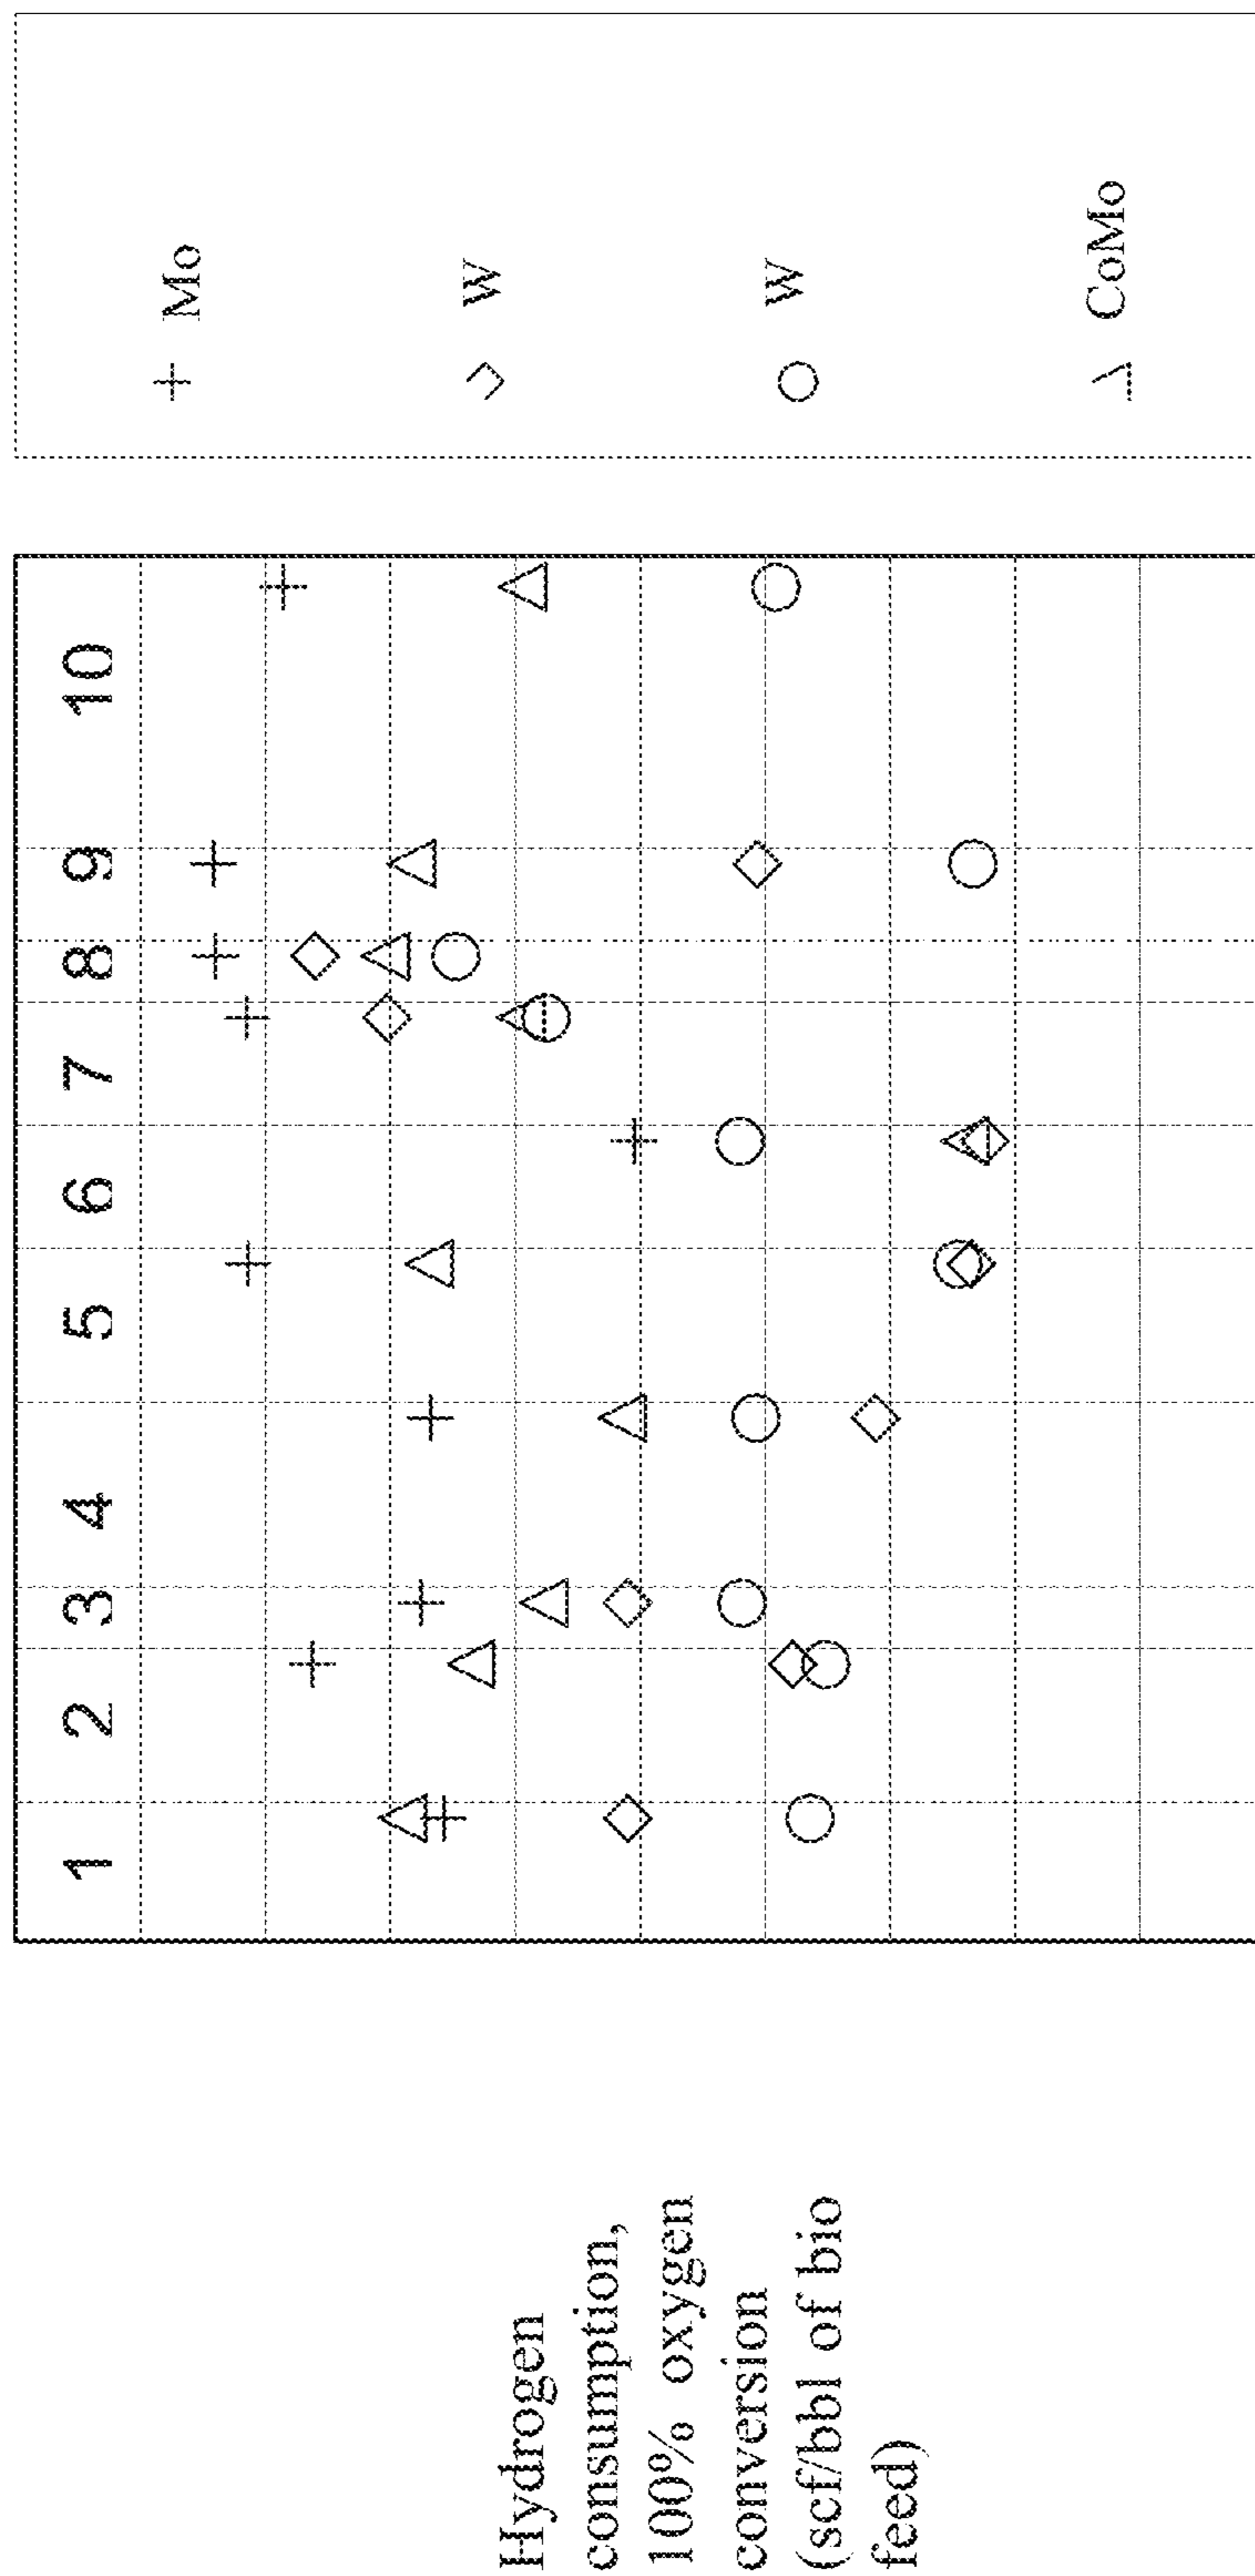 Hydrogen
consumption,
100% oxygen
conversion
(scf/bbl of bio
feed)
1 2 3 4 5 6 7 8 9 10
Mo
W
W
CoMo